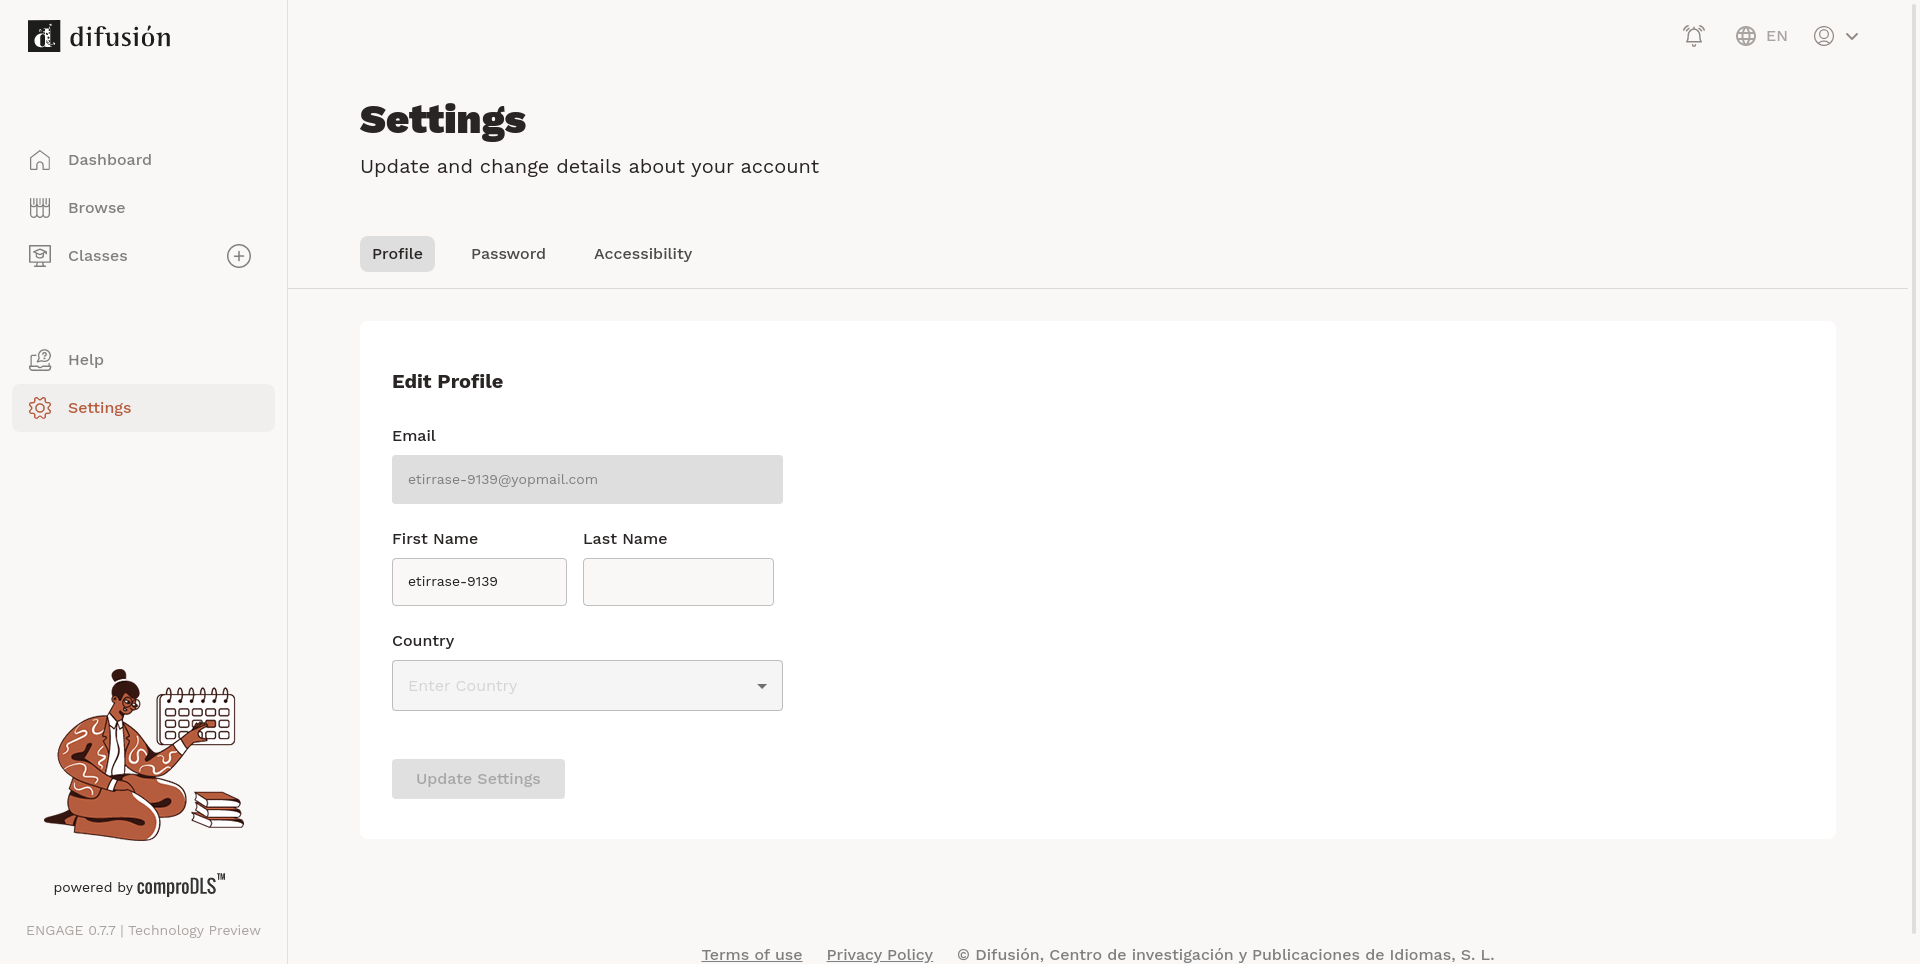 difusión
EN
Dashboard
Browse
Classes
Help
Settings
powered by comproDLS™
ENGAGE 0.7.7 | Technology Preview
Settings
Update and change details about your account
Profile
Password
Accessibility
Edit Profile
Email
etirrase-9139@yopmail.com
First Name
Last Name
etirrase-9139
Country
Enter Country
Update Settings
Terms of use
Privacy Policy
© Difusión, Centro de investigación y Publicaciones de Idiomas, S. L.